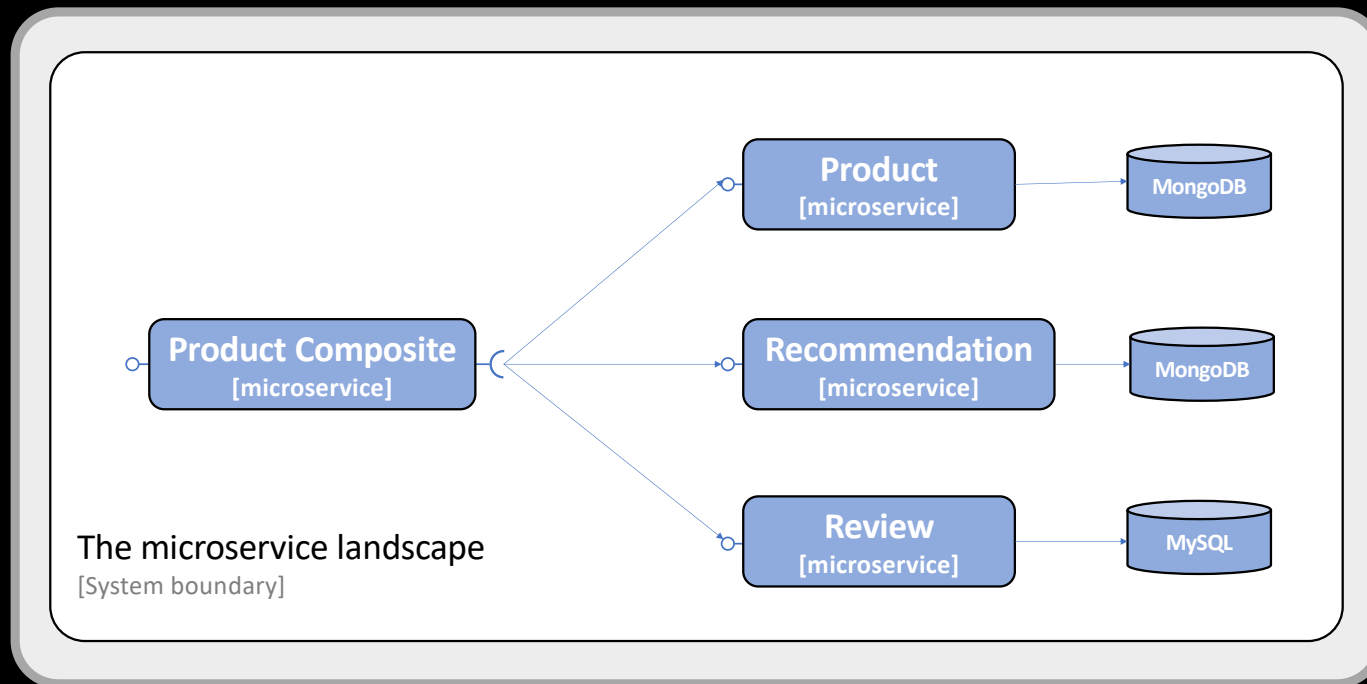 Product
[microservice]
MongoDB
Product Composite
[microservice]
Recommendation
[microservice]
MongoDB
Review
[microservice]
MySQL
The microservice landscape
[System boundary]